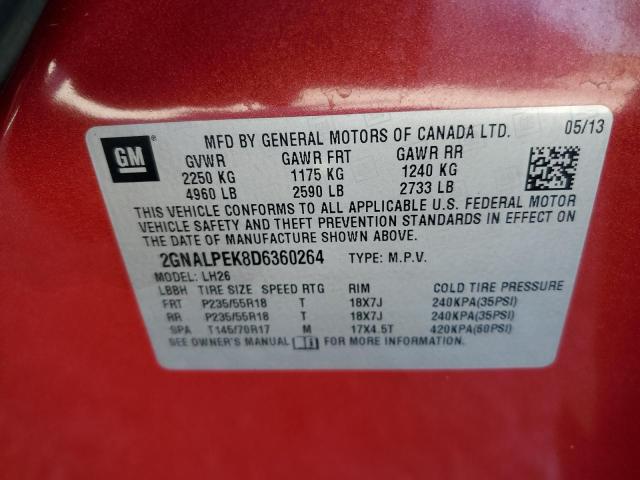 GM ®
MFD BY GENERAL MOTORS OF CANADA LTD. 05/13
GVWR GAWR FRT GAWR RR
2250 KG 1175 KG 1240 KG
4960 LB 2590 LB 2733 LB
THIS VEHICLE CONFORMS TO ALL APPLICABLE U.S. FEDERAL MOTOR
VEHICLE SAFETY AND THEFT PREVENTION STANDARDS IN EFFECT ON
THE DATE OF MANUFACTURE SHOWN ABOVE.
2GNALPEK8D6360264 TYPE: M.P.V.
MODEL: LH26
LBBH TIRE SIZE SPEED RTG RIM COLD TIRE PRESSURE
FRT P235/55R18 T 18X7J 240KPA(35PSI)
RR P235/55R18 T 18X7J 240KPA(35PSI)
SPA T145/70R17 M 17X4.5T 420KPA(60PSI)
SEE OWNER'S MANUAL FOR MORE INFORMATION.